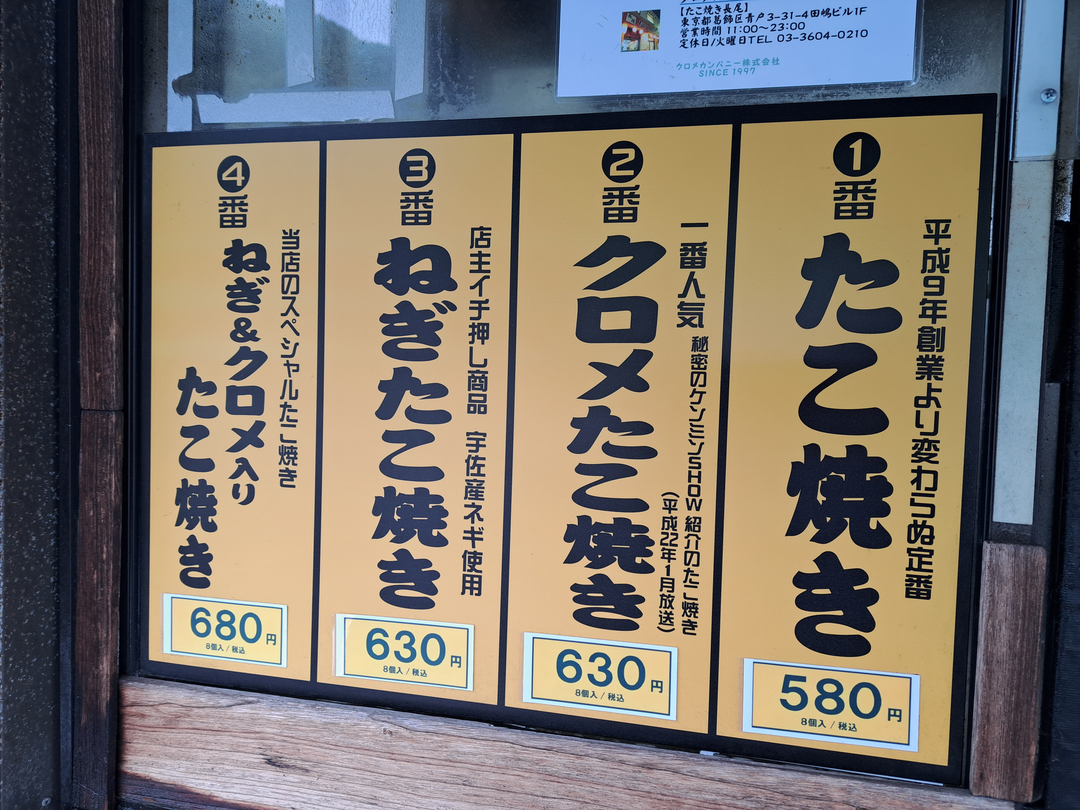 【たこ焼き長尾】
東京都葛飾区青戸3-31-4田嶋ビル1F
営業時間 11:00～23:00
定休日/火曜日TEL 03-3604-0210
クロメカンパニー株式会社
SINCE 1997
1番
平成9年創業より変わらぬ定番
たこ焼き
580円
8個入/税込
2番
一番人気 秘密のケンミンSHOW 紹介のたこ焼き
(平成22年1月放送)
クロメたこ焼き
630円
8個入/税込
3番
店主イチ押し商品 宇佐産ネギ使用
ねぎたこ焼き
630円
8個入/税込
4番
当店のスペシャルたこ焼き
ねぎ&クロメ入り
たこ焼き
680円
8個入/税込